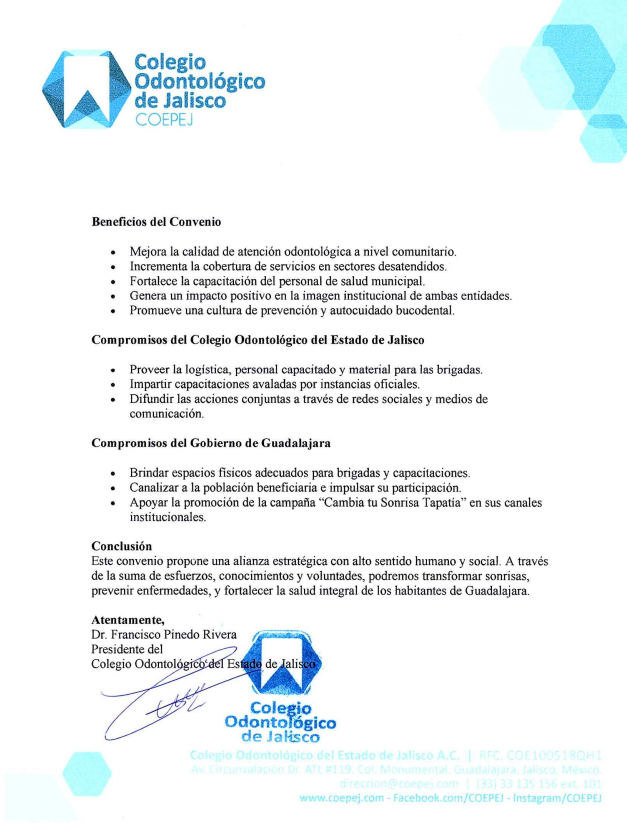 Colegio
Odontológico
de Jalisco
COEPEJ
Beneficios del Convenio
• Mejora la calidad de atención odontológica a nivel comunitario.
• Incrementa la cobertura de servicios en sectores desatendidos.
• Fortalece la capacitación del personal de salud municipal.
• Genera un impacto positivo en la imagen institucional de ambas entidades.
• Promueve una cultura de prevención y autocuidado bucodental.
Compromisos del Colegio Odontológico del Estado de Jalisco
• Proveer la logística, personal capacitado y material para las brigadas.
• Impartir capacitaciones avaladas por instancias oficiales.
• Difundir las acciones conjuntas a través de redes sociales y medios de
comunicación.
Compromisos del Gobierno de Guadalajara
• Brindar espacios físicos adecuados para brigadas y capacitaciones.
• Canalizar a la población beneficiaria e impulsar su participación.
• Apoyar la promoción de la campaña “Cambia tu Sonrisa Tapatía” en sus canales
institucionales.
Conclusión
Este convenio propone una alianza estratégica con alto sentido humano y social. A través
de la suma de esfuerzos, conocimientos y voluntades, podremos transformar sonrisas,
prevenir enfermedades, y fortalecer la salud integral de los habitantes de Guadalajara.
Atentamente,
Dr. Francisco Pinedo Rivera
Presidente del
Colegio Odontológico del Estado de Jalisco
Colegio
Odontológico
de Jalisco
Colegio Odontológico del Estado de Jalisco A.C. | RFC. COE100518QH1
Av. Circunvalación Dr. ATL #119, Col. Monumental, Guadalajara, Jalisco, México.
direccion@coepej.com | (33) 33 135 156 ext. 101
www.coepej.com - Facebook.com/COEPEJ - Instagram/COEPEJ